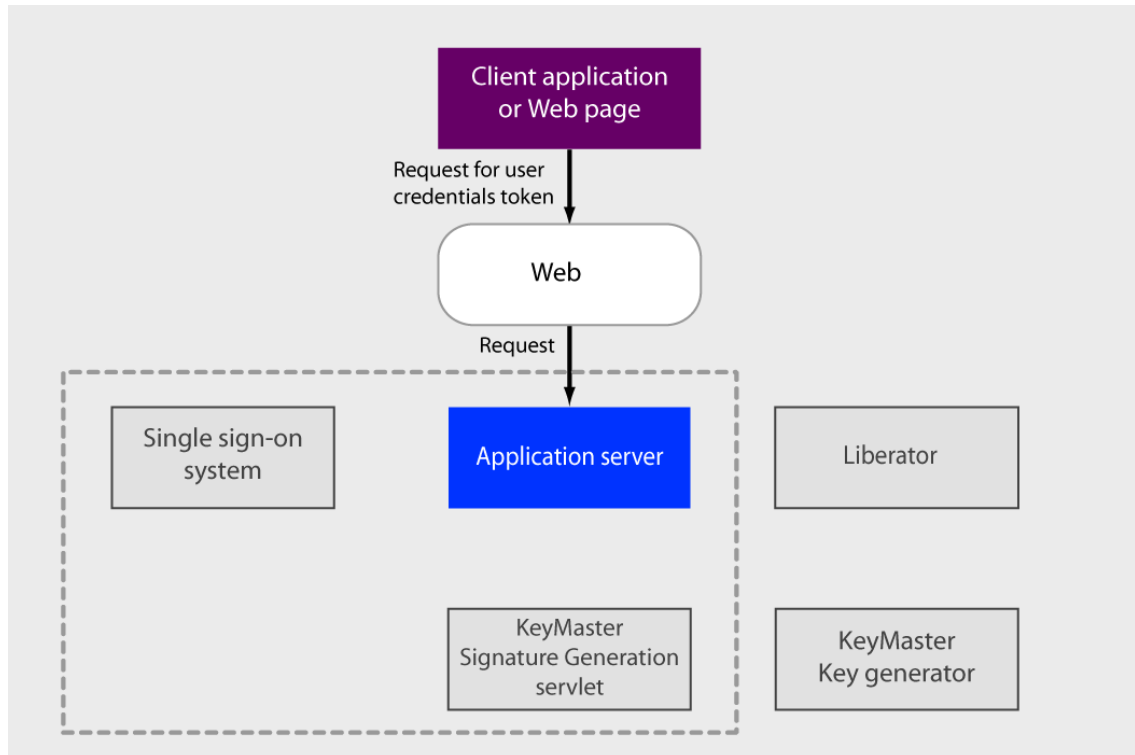 Client application
or Web page
Request for user
credentials token
Web
Request
Single sign-on
system
Application server
Liberator
KeyMaster
Signature Generation
servlet
KeyMaster
Key generator